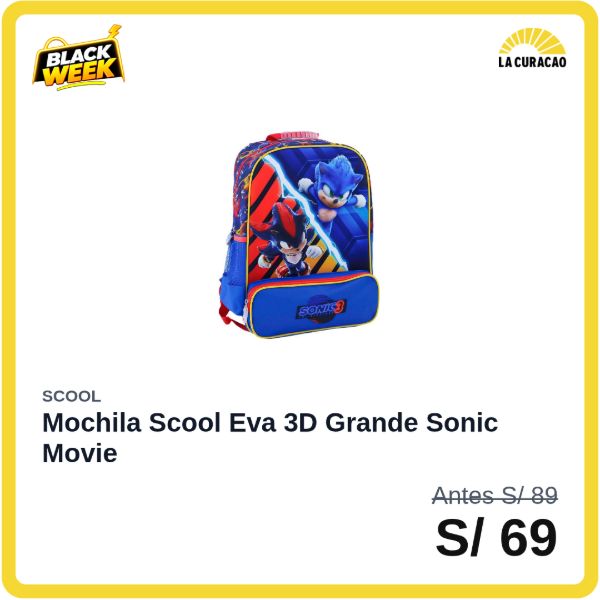 BLACK
WEEK
LA CURACAO
SONIC 3
SCOOL
Mochila Scool Eva 3D Grande Sonic
Movie
Antes S/ 89
S/ 69